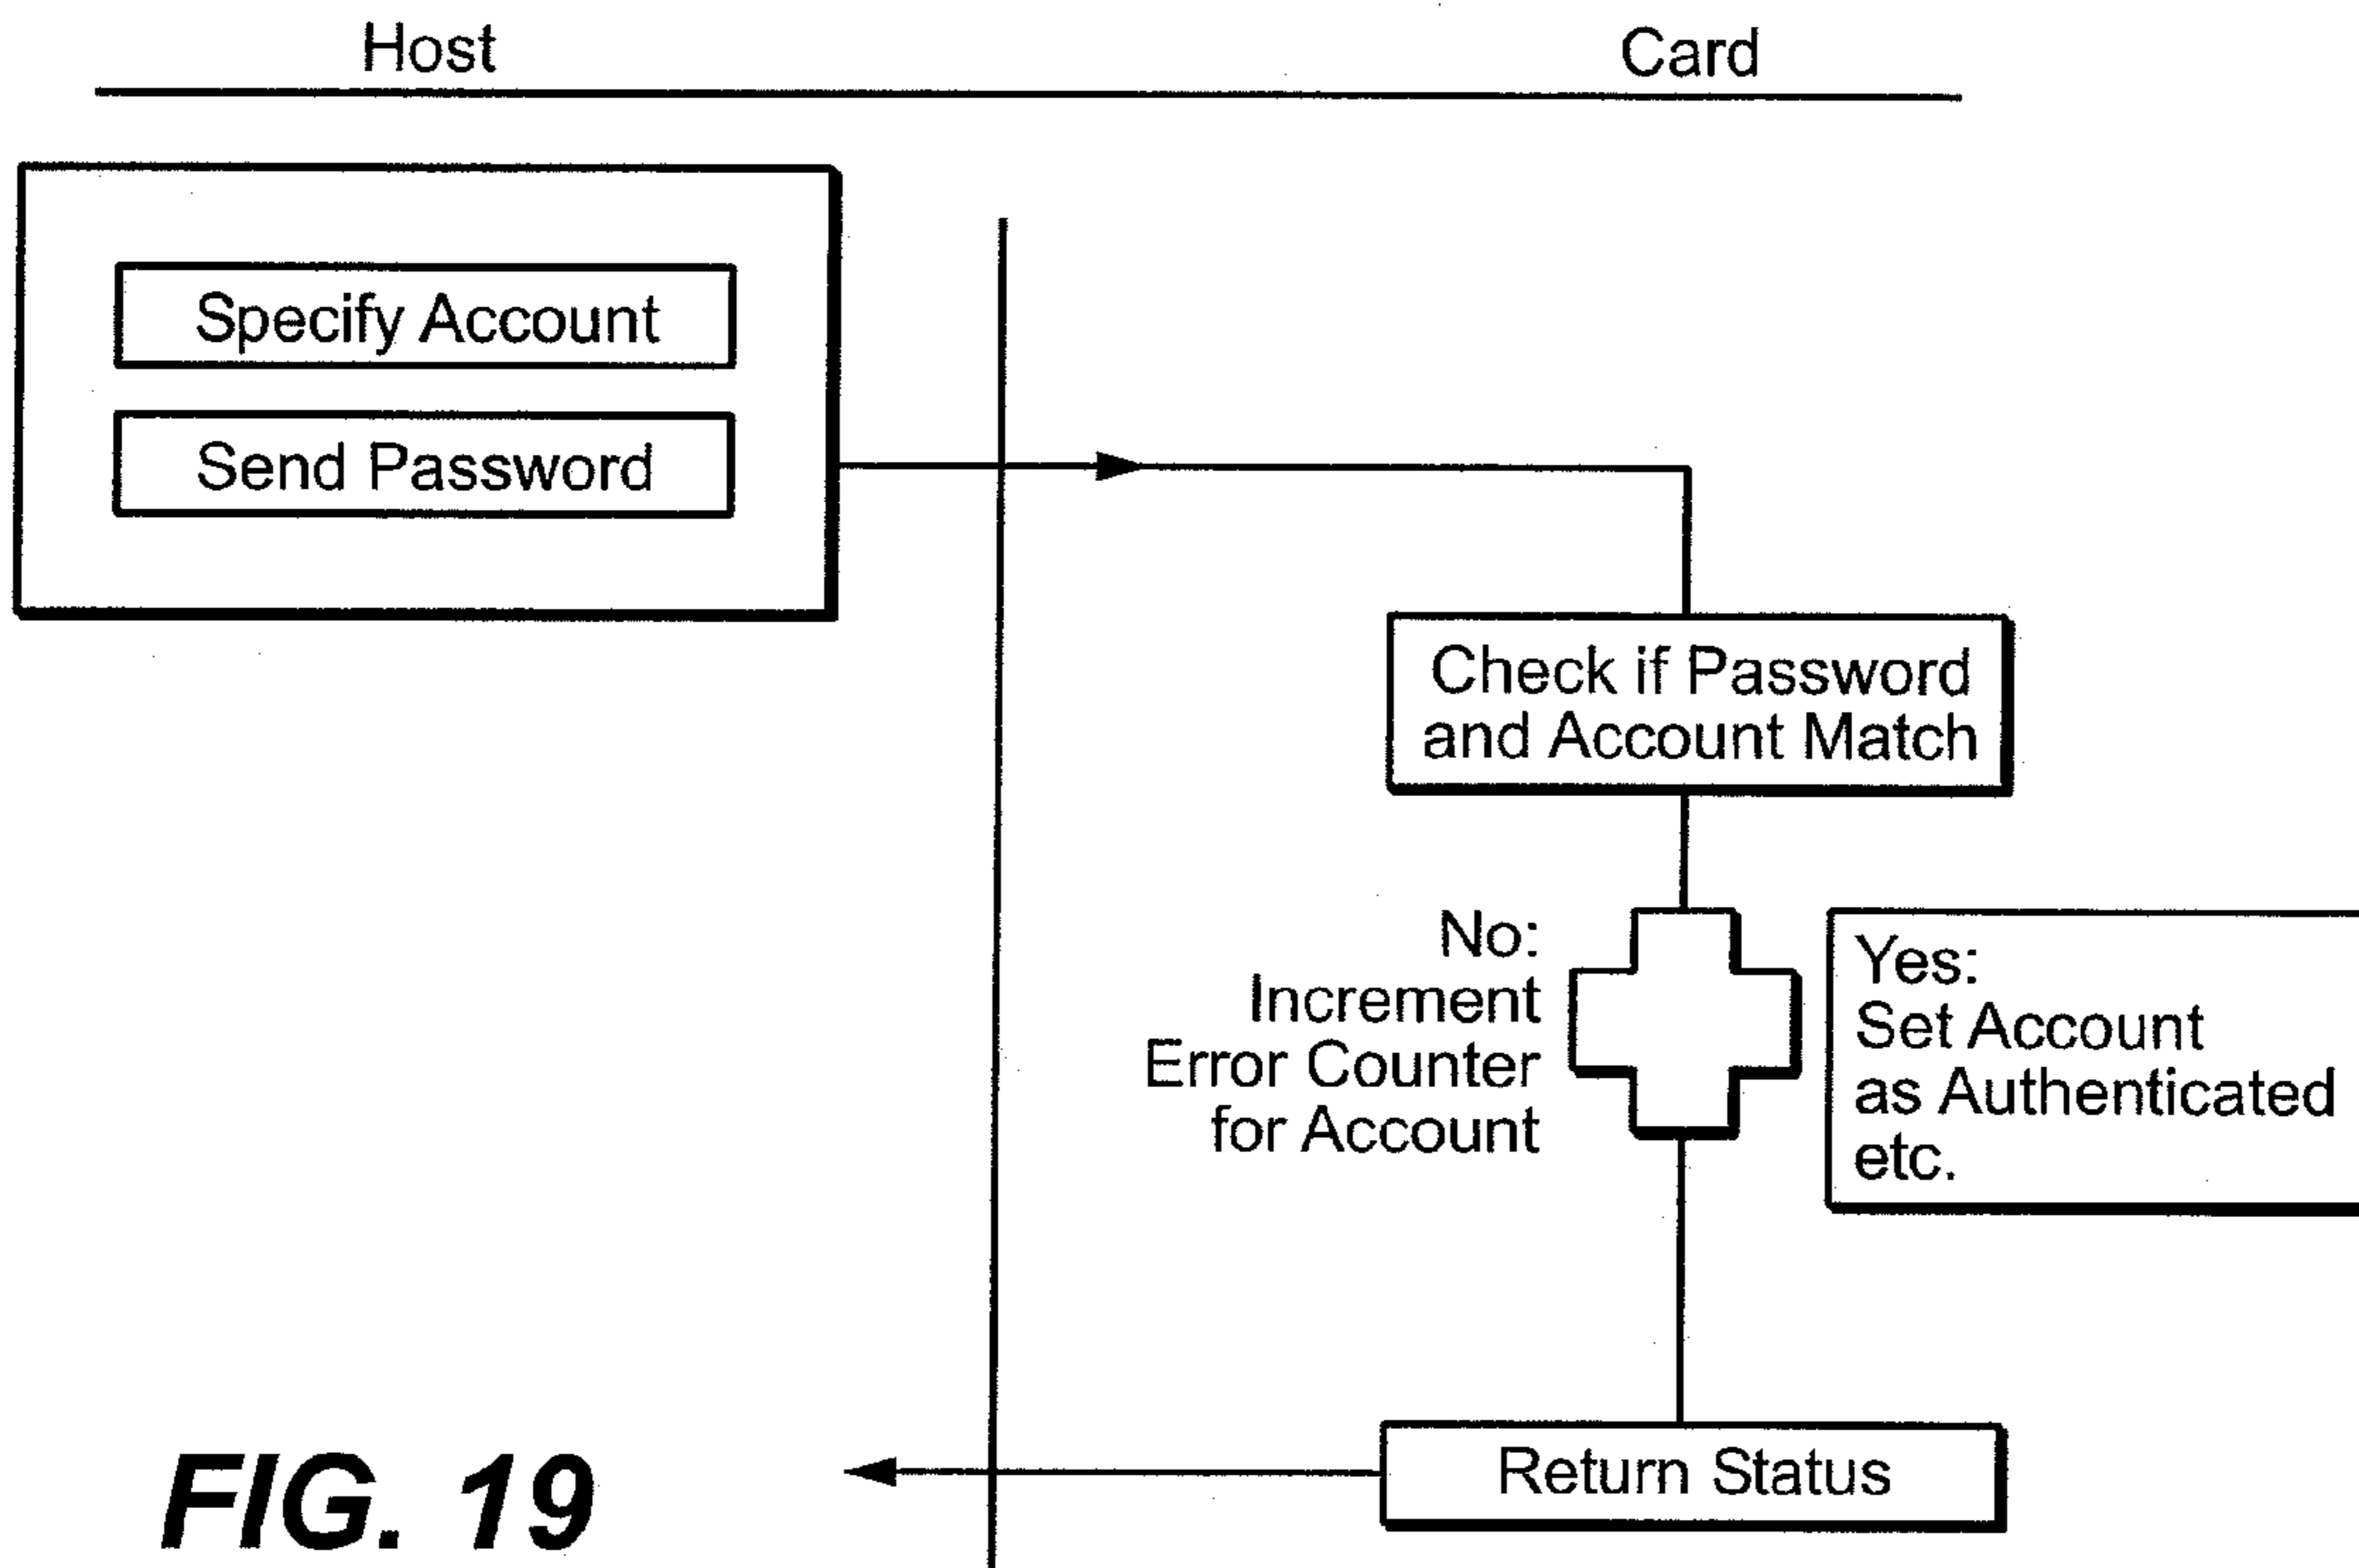 Host
Card
Specify Account
Send Password
Check if Password
and Account Match
No:
Increment
Error Counter
for Account
Yes:
Set Account
as Authenticated
etc.
Return Status
FIG. 19